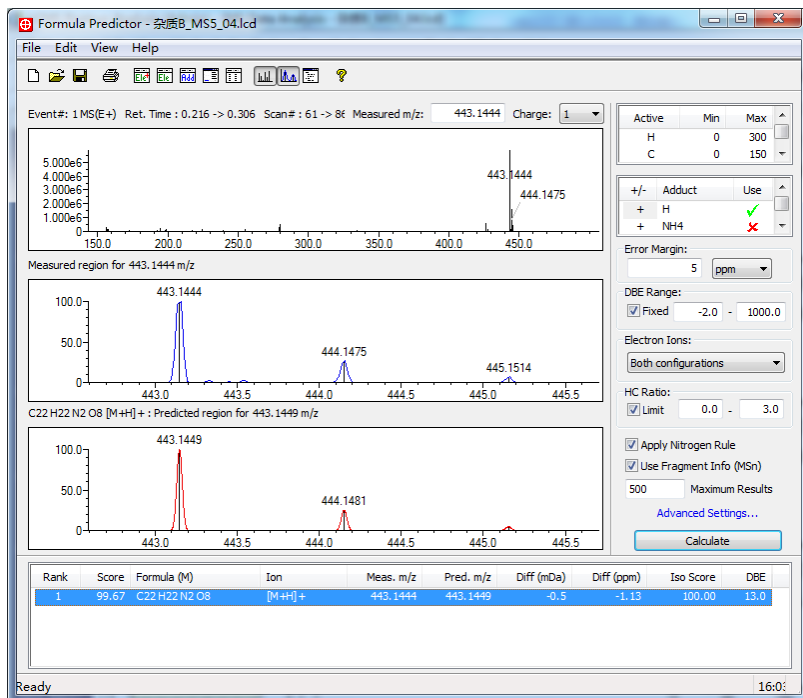 Formula Predictor - 杂质B_MS5_04.lcd
File Edit View Help
Event#: 1 MS(E+) Ret. Time : 0.216 -> 0.306 Scan# : 61 -> 86 Measured m/z: 443.1444 Charge: 1
5.000e6
4.000e6
3.000e6
2.000e6
1.000e6
0
443.1444
444.1475
150.0 200.0 250.0 300.0 350.0 400.0 450.0
Measured region for 443.1444 m/z
100.0
50.0
0
443.1444
444.1475
445.1514
443.0 443.5 444.0 444.5 445.0 445.5
C22 H22 N2 O8 [M+H]+ : Predicted region for 443.1449 m/z
100.0
50.0
0
443.1449
444.1481
443.0 443.5 444.0 444.5 445.0 445.5
Active Min Max
H 0 300
C 0 150
+/- Adduct Use
+ H
+ NH4
Error Margin:
5 ppm
DBE Range:
Fixed -2.0 - 1000.0
Electron Ions:
Both configurations
HC Ratio:
Limit 0.0 - 3.0
Apply Nitrogen Rule
Use Fragment Info (MSn)
500 Maximum Results
Advanced Settings...
Calculate
Rank Score Formula (M) Ion Meas. m/z Pred. m/z Diff (mDa) Diff (ppm) Iso Score DBE
1 99.67 C22 H22 N2 O8 [M+H]+ 443.1444 443.1449 -0.5 -1.13 100.00 13.0
Ready 16:03